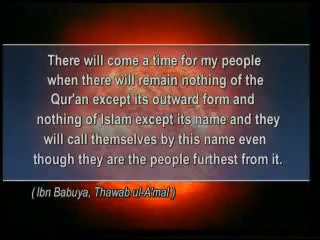 There will come a time for my people
when there will remain nothing of the
Qur'an except its outward form and
nothing of Islam except its name and they
will call themselves by this name even
though they are the people furthest from it.
( Ibn Babuya, Thawab ul-A'mal )